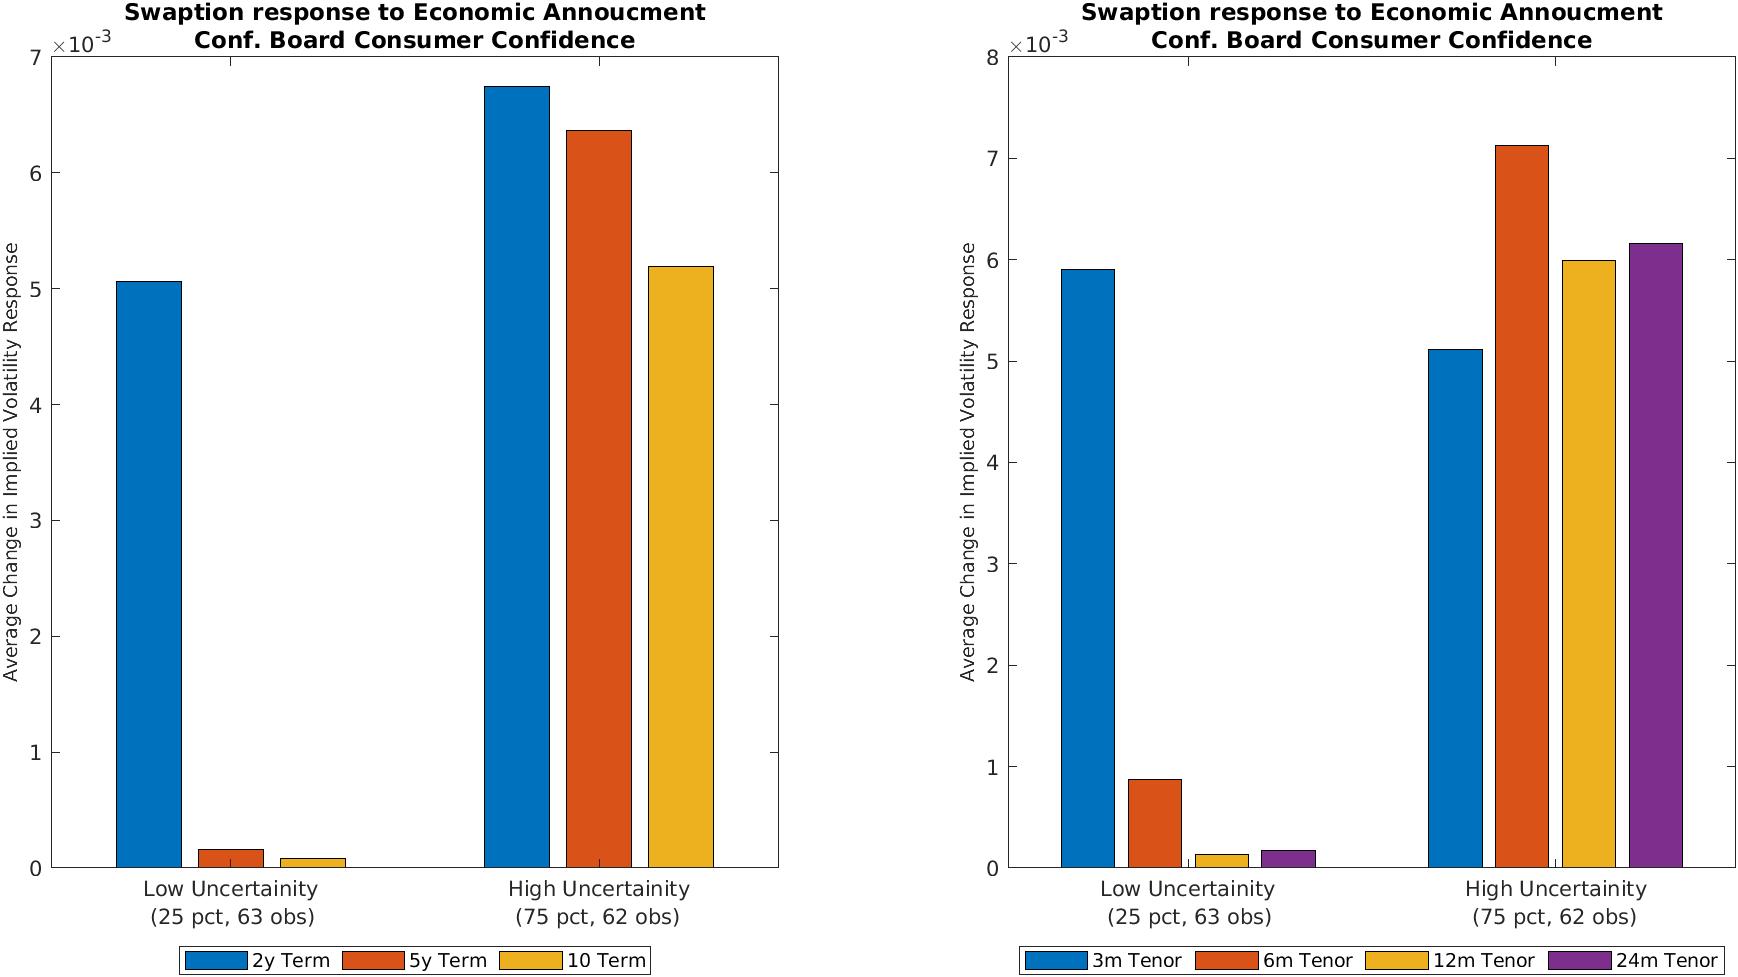 Swaption response to Economic Annoucment
Conf. Board Consumer Confidence
×10-3
7
6
5
4
3
2
1
0
Average Change in Implied Volatility Response
Low Uncertainity
(25 pct, 63 obs)
High Uncertainity
(75 pct, 62 obs)
2y Term 5y Term 10 Term
Swaption response to Economic Annoucment
Conf. Board Consumer Confidence
×10-3
8
7
6
5
4
3
2
1
0
Average Change in Implied Volatility Response
Low Uncertainity
(25 pct, 63 obs)
High Uncertainity
(75 pct, 62 obs)
3m Tenor 6m Tenor 12m Tenor 24m Tenor